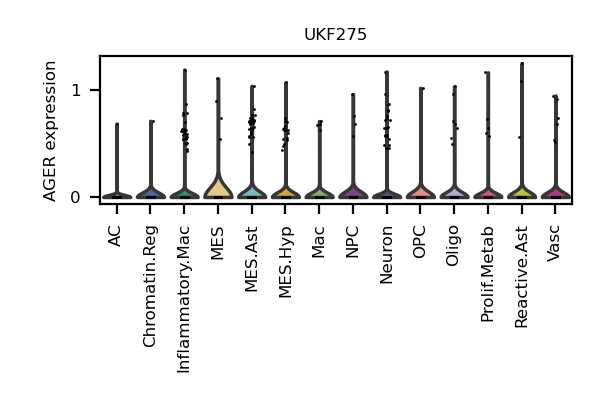 UKF275
AGER expression
1
0
AC
Chromatin.Reg
Inflammatory.Mac
MES
MES.Ast
MES.Hyp
Mac
NPC
Neuron
OPC
Oligo
Prolif.Metab
Reactive.Ast
Vasc